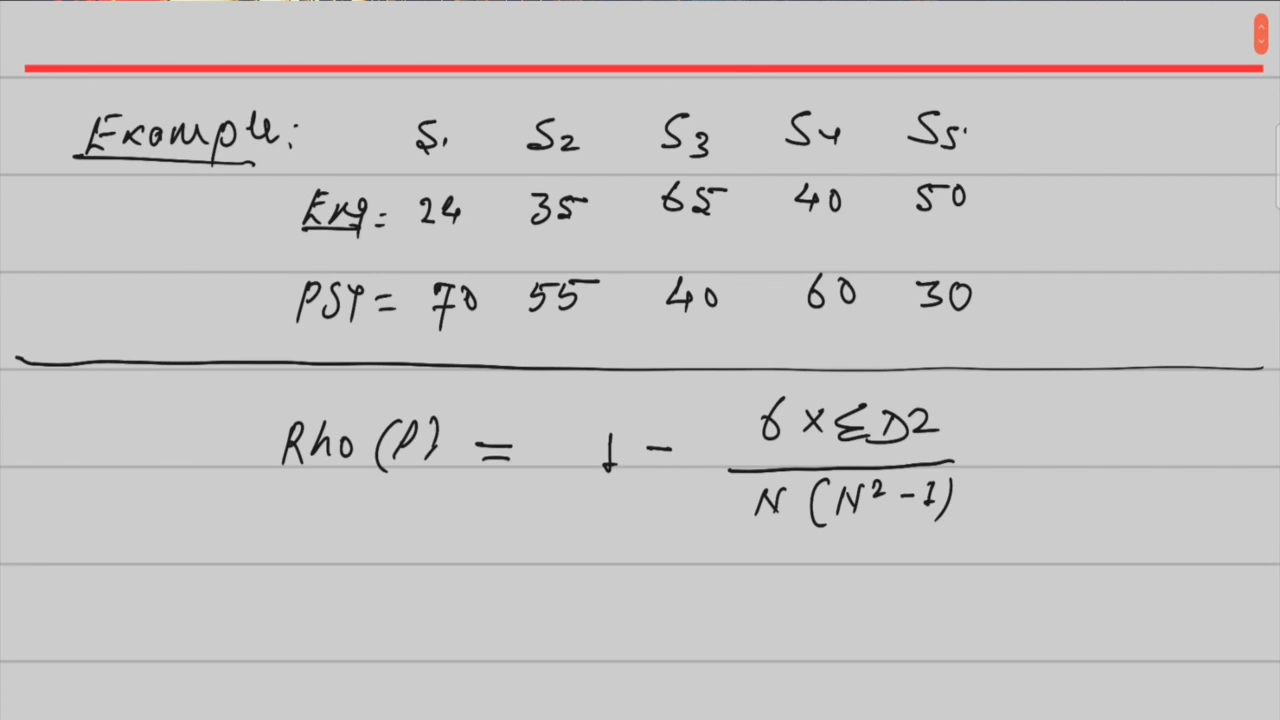 Example: S1 S2 S3 S4 S5
Eng = 24 35 65 40 50
PSY = 70 55 40 60 30
Rho (P) = 1 - 6 × ΣD2
N (N² - 1)